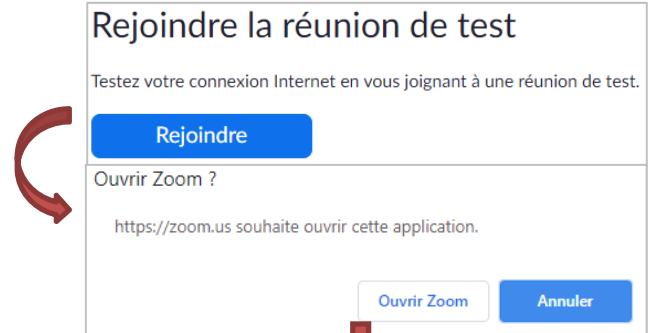 Rejoindre la réunion de test
Testez votre connexion Internet en vous joignant à une réunion de test.
Rejoindre
Ouvrir Zoom ?
https://zoom.us souhaite ouvrir cette application.
Ouvrir Zoom Annuler